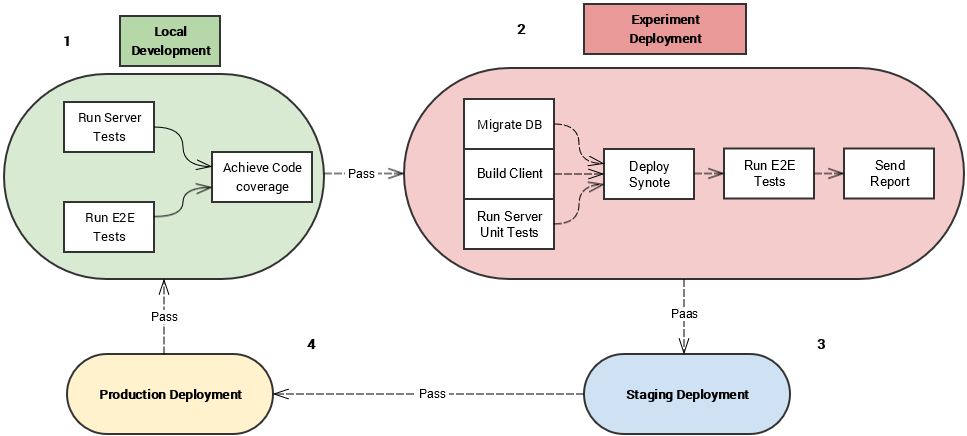 1
Local
Development
2
Experiment
Deployment
Run Server
Tests
Achieve Code
coverage
Run E2E
Tests
Pass
Migrate DB
Build Client
Run Server
Unit Tests
Deploy
Synote
Run E2E
Tests
Send
Report
Pass
Paas
4
3
Production Deployment
Pass
Staging Deployment